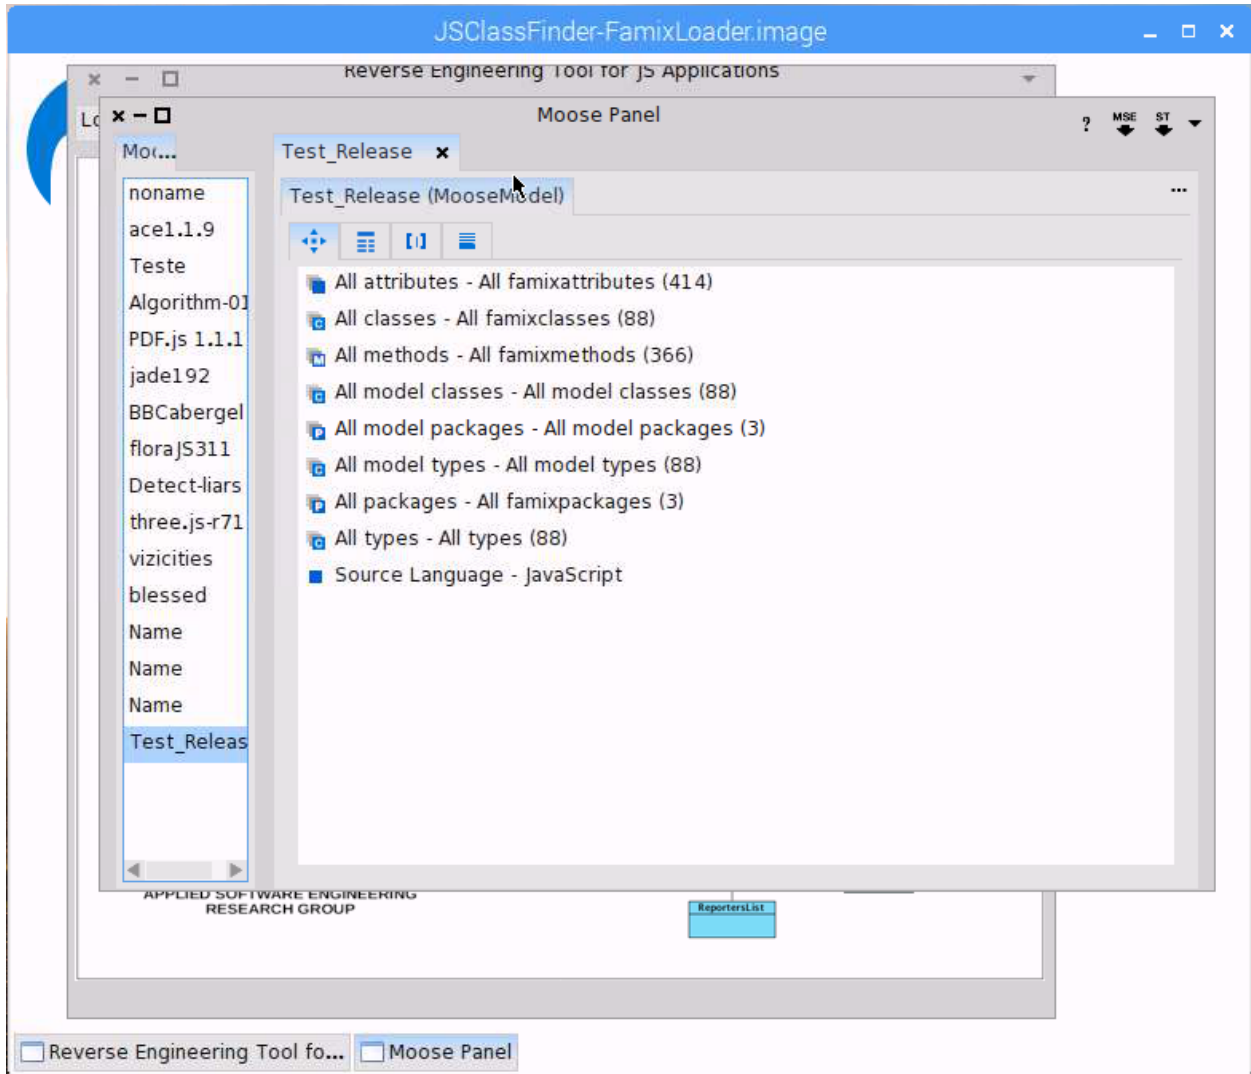 JSClassFinder-FamixLoader.image
Reverse Engineering Tool for JS Applications
Lo
Moose Panel
?
MSE
ST
Moo...
Test_Release
Test_Release (MooseModel)
noname
ace1.1.9
Teste
Algorithm-01
PDF.js 1.1.1
jade192
BBCabergel
floraJS311
Detect-liars
three.js-r71
vizicities
blessed
Name
Name
Name
Test_Releas
All attributes - All famixattributes (414)
All classes - All famixclasses (88)
All methods - All famixmethods (366)
All model classes - All model classes (88)
All model packages - All model packages (3)
All model types - All model types (88)
All packages - All famixpackages (3)
All types - All types (88)
Source Language - JavaScript
APPLIED SOFTWARE ENGINEERING
RESEARCH GROUP
ReportersList
Reverse Engineering Tool fo...
Moose Panel